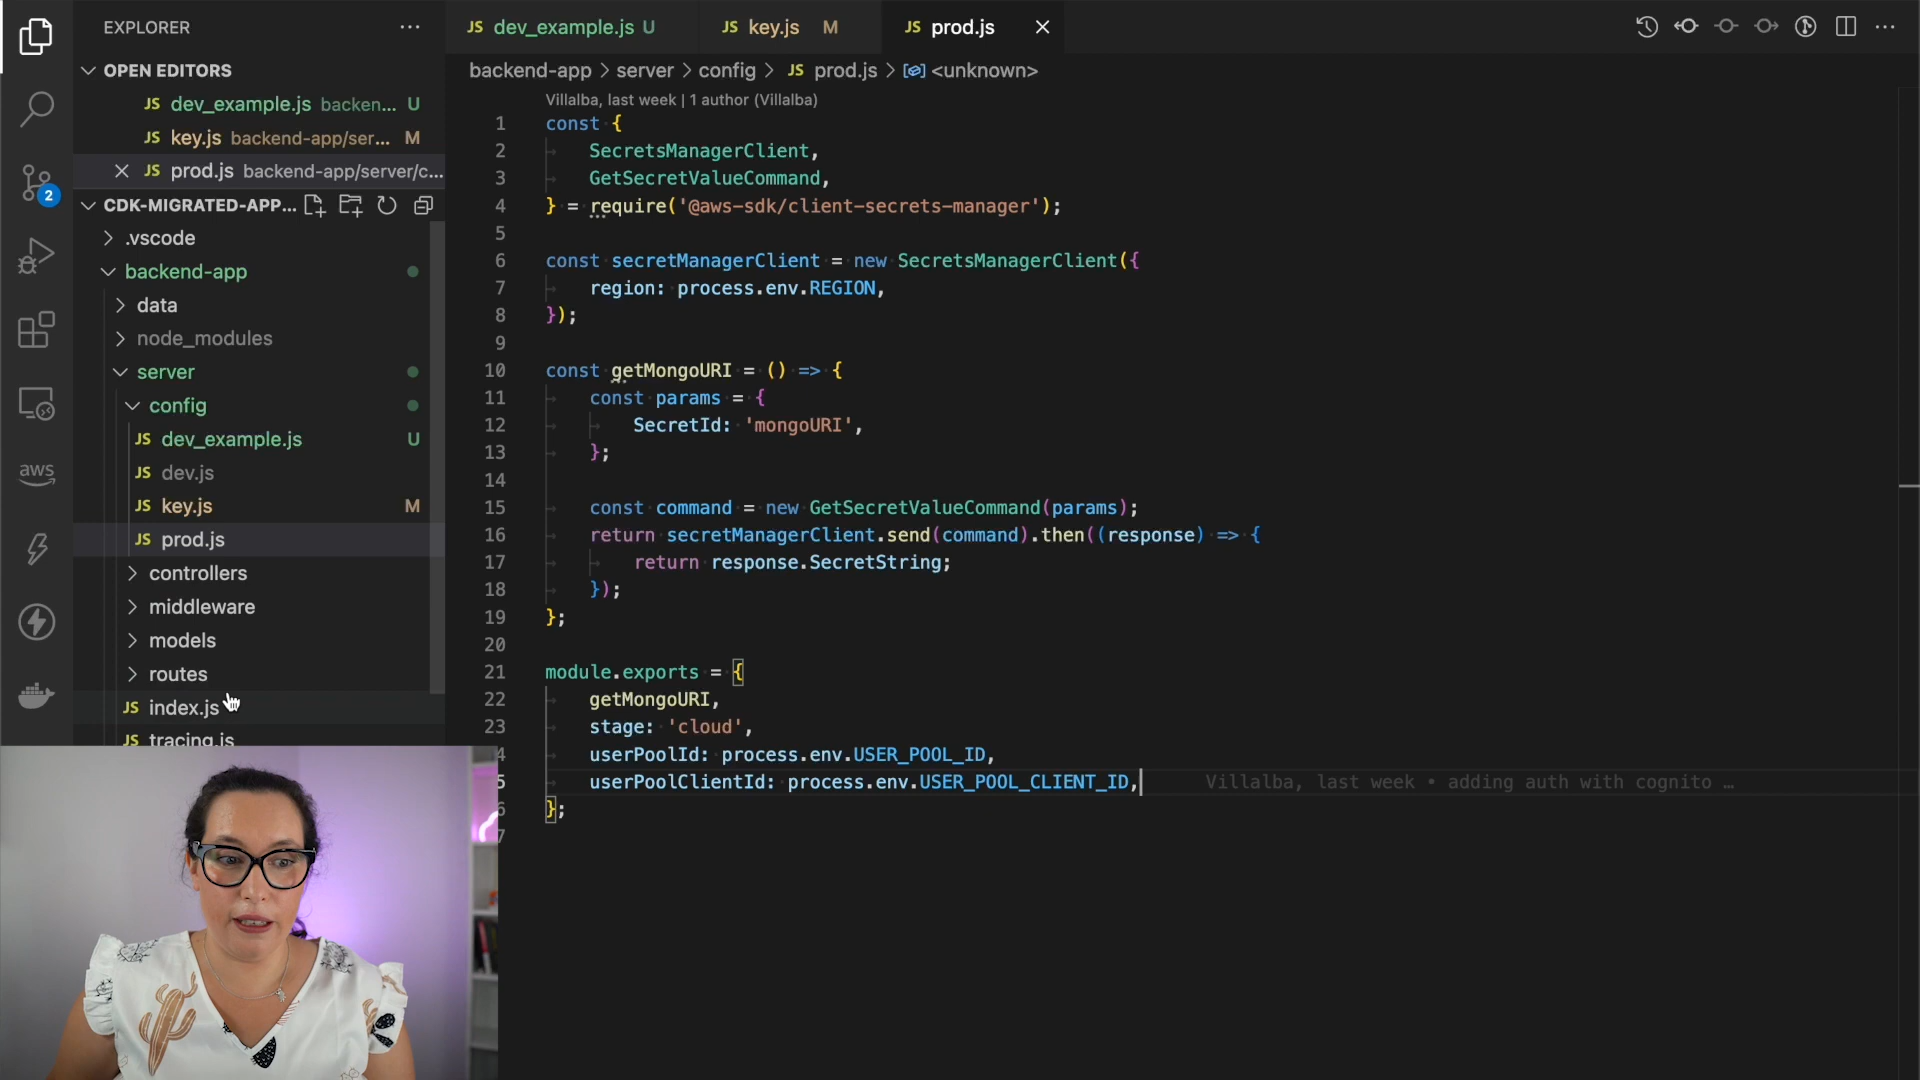 EXPLORER
OPEN EDITORS
JS dev_example.js backen... U
JS key.js backend-app/ser... M
JS prod.js backend-app/server/c...
CDK-MIGRATED-APP...
.vscode
backend-app
data
node_modules
server
config
JS dev_example.js U
JS dev.js
JS key.js M
JS prod.js
controllers
middleware
models
routes
JS index.js
JS tracing.js
aws
2
JS dev_example.js U
JS key.js M
JS prod.js
backend-app > server > config > JS prod.js > <unknown>
Villalba, last week | 1 author (Villalba)
1 const {
2 SecretsManagerClient,
3 GetSecretValueCommand,
4 } = require('@aws-sdk/client-secrets-manager');
5
6 const secretManagerClient = new SecretsManagerClient({
7 region: process.env.REGION,
8 });
9
10 const getMongoURI = () => {
11 const params = {
12 SecretId: 'mongoURI',
13 };
14
15 const command = new GetSecretValueCommand(params);
16 return secretManagerClient.send(command).then((response) => {
17 return response.SecretString;
18 });
19 };
20
21 module.exports = {
22 getMongoURI,
23 stage: 'cloud',
4 userPoolId: process.env.USER_POOL_ID,
5 userPoolClientId: process.env.USER_POOL_CLIENT_ID, Villalba, last week • adding auth with cognito …
6 };
7